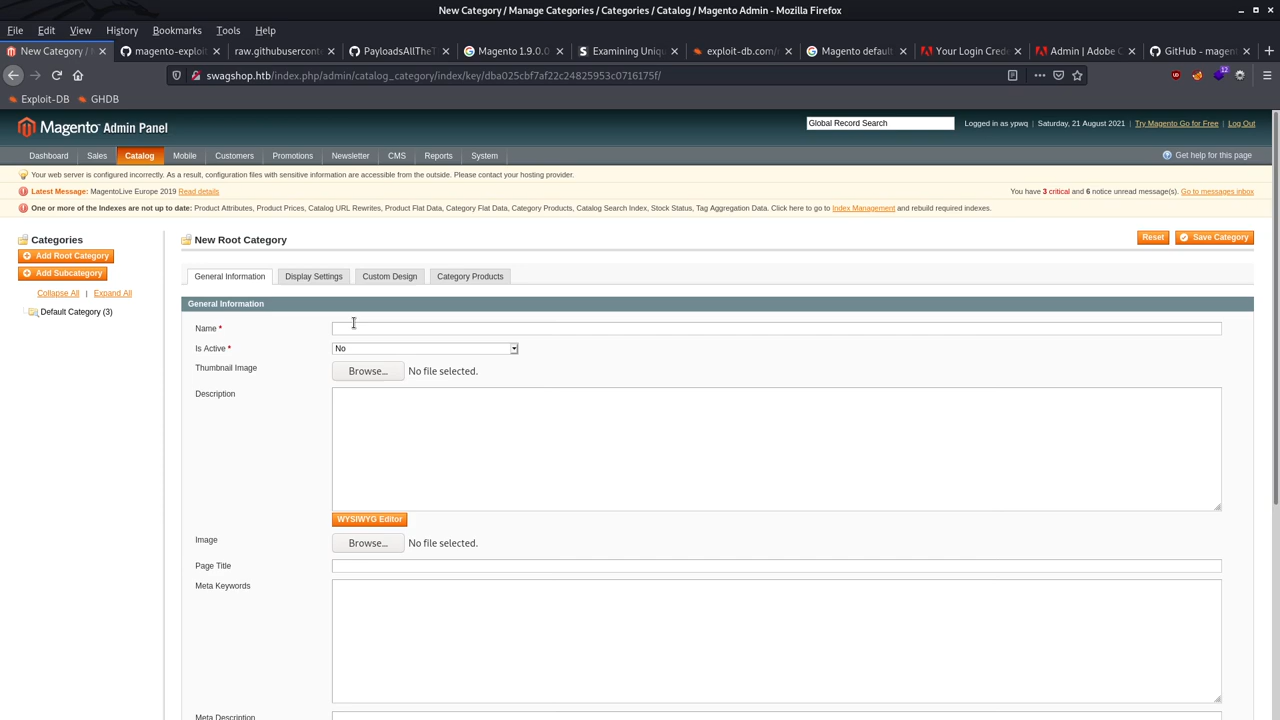 New Category / Manage Categories / Categories / Catalog / Magento Admin - Mozilla Firefox
File Edit View History Bookmarks Tools Help
New Category / M magento-exploit raw.githubusercont PayloadsAllTheT Magento 1.9.0.0 Examining Uniqu exploit-db.com/r Magento default Your Login Crede Admin | Adobe C GitHub - magent
swagshop.htb/index.php/admin/catalog_category/index/key/dba025dbf7af22c24825953c0716175f/
12
Exploit-DB GHDB
Magento Admin Panel
Global Record Search
Logged in as ypwq | Saturday, 21 August 2021 | Try Magento Go for Free | Log Out
Dashboard Sales Catalog Mobile Customers Promotions Newsletter CMS Reports System
Get help for this page
Your web server is configured incorrectly. As a result, configuration files with sensitive information are accessible from the outside. Please contact your hosting provider.
Latest Message: MagentoLive Europe 2019 Read details
You have 3 critical and 6 notice unread message(s). Go to messages inbox
One or more of the Indexes are not up to date: Product Attributes, Product Prices, Catalog URL Rewrites, Product Flat Data, Category Flat Data, Category Products, Catalog Search Index, Stock Status, Tag Aggregation Data. Click here to go to Index Management and rebuild required indexes.
Categories
Add Root Category
Add Subcategory
Collapse All | Expand All
Default Category (3)
New Root Category
Reset Save Category
General Information Display Settings Custom Design Category Products
General Information
Name *
Is Active * No
Thumbnail Image Browse... No file selected.
Description
WYSIWYG Editor
Image Browse... No file selected.
Page Title
Meta Keywords
Meta Description